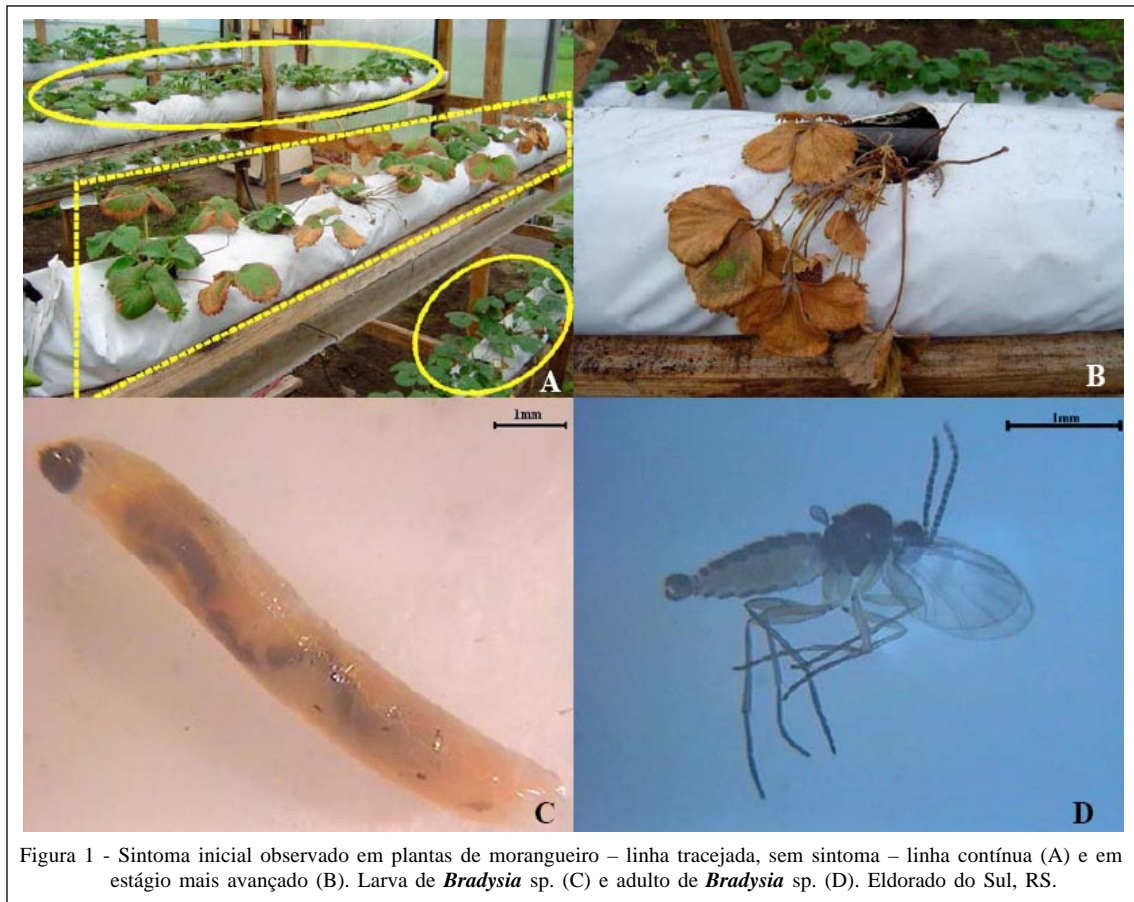 A
B
1mm
1mm
C
D
Figura 1 - Sintoma inicial observado em plantas de morangueiro – linha tracejada, sem sintoma – linha contínua (A) e em
estágio mais avançado (B). Larva de Bradysia sp. (C) e adulto de Bradysia sp. (D). Eldorado do Sul, RS.